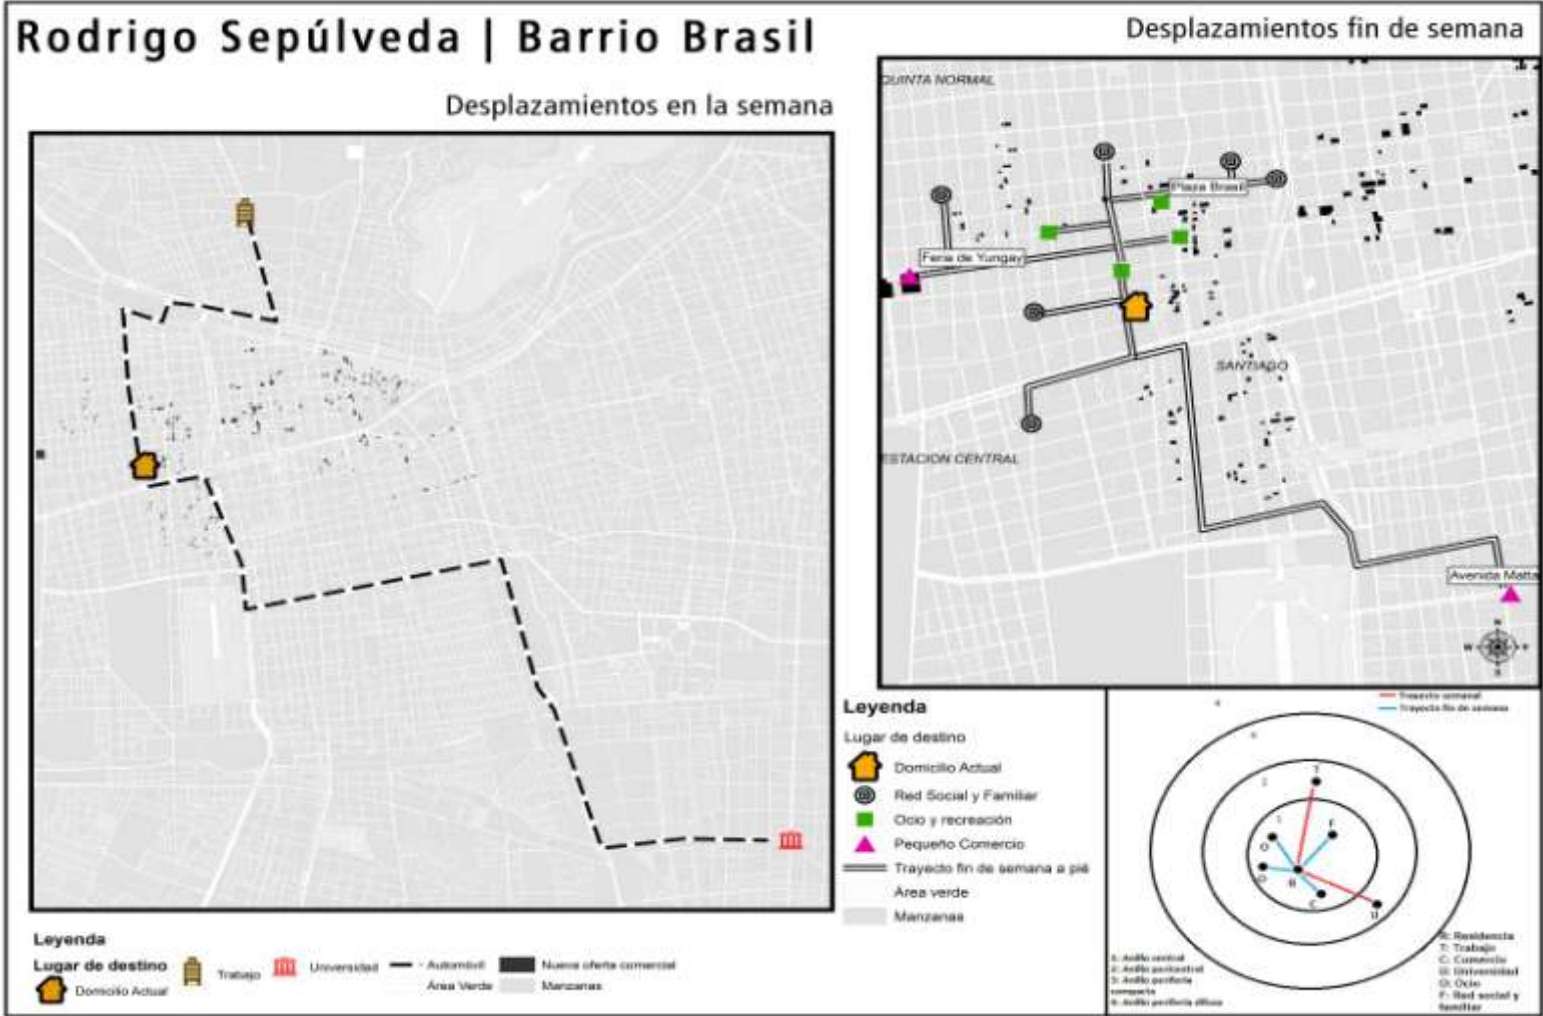 Rodrigo Sepúlveda | Barrio Brasil
Desplazamientos en la semana
Desplazamientos fin de semana
QUINTA NORMAL
Plaza Brasil
Feria de Yungay
SANTIAGO
ESTACION CENTRAL
Avenida Matta
N
W
S
Leyenda
Lugar de destino
Domicilio Actual
Red Social y Familiar
Ocio y recreación
Pequeño Comercio
Trayecto fin de semana a pié
Area verde
Manzanas
Trayecto semanal
Trayecto fin de semana
T
F
O
R
C
U
1: Anillo central
2: Anillo pericentral
3: Anillo periferia
compacta
4: Anillo periferia difusa
R: Residencia
T: Trabajo
C: Comercio
U: Universidad
O: Ocio
F: Red social y
familiar
Leyenda
Lugar de destino
Domicilio Actual
Trabajo
Universidad
Automóvil
Area Verde
Nueva oferta comercial
Manzanas